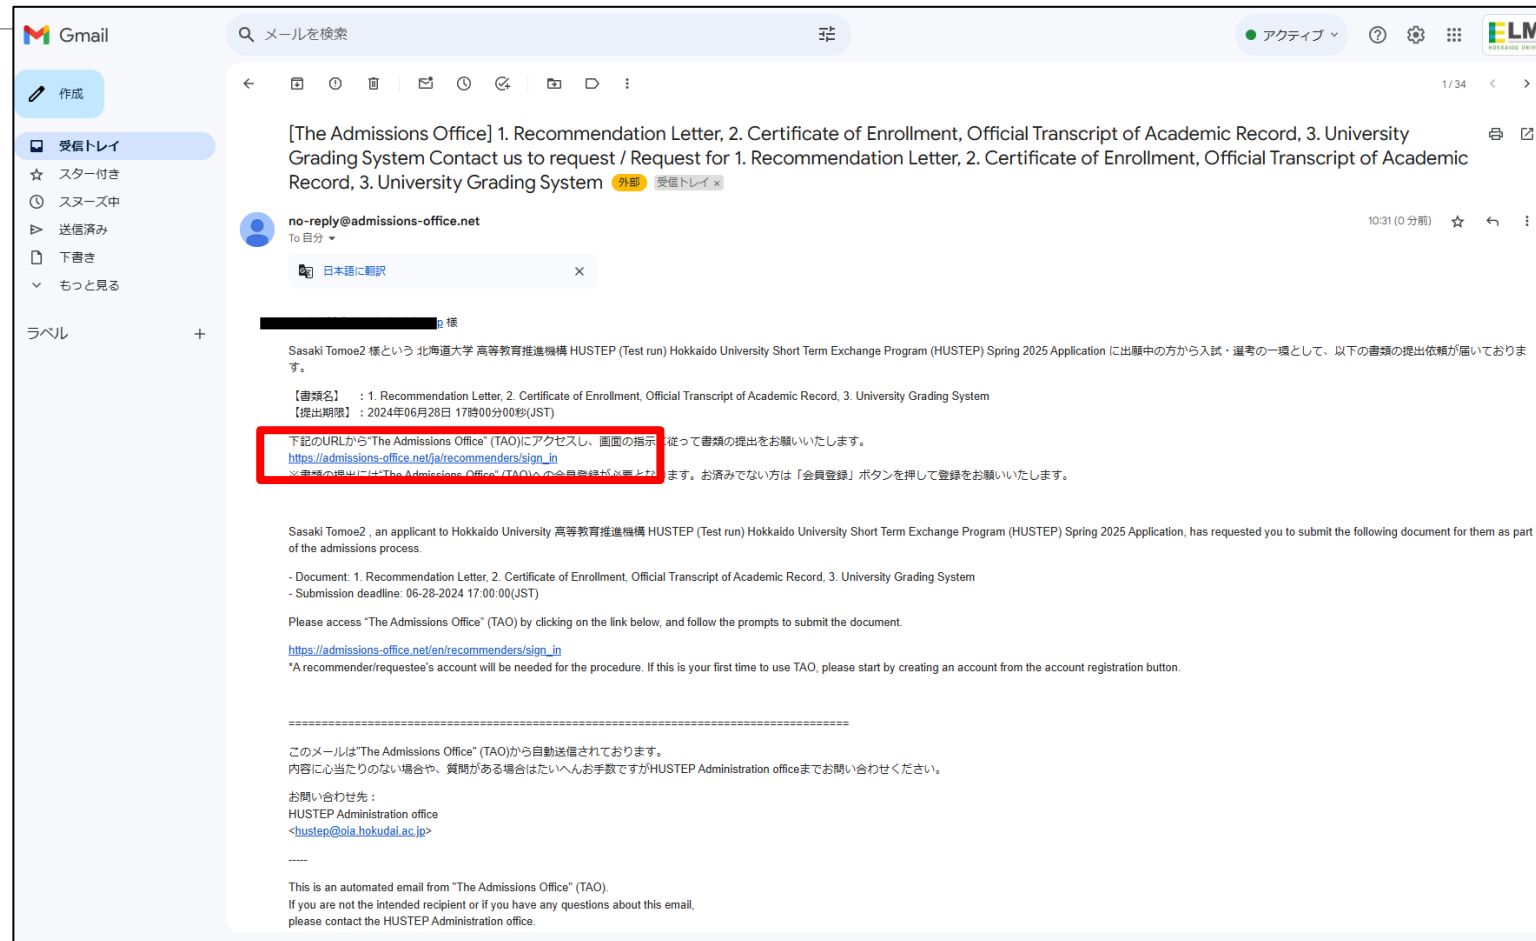 Gmail
メールを検索
アクティブ
ELM
作成
1 / 34
受信トレイ
スター付き
スヌーズ中
送信済み
下書き
もっと見る
ラベル
[The Admissions Office] 1. Recommendation Letter, 2. Certificate of Enrollment, Official Transcript of Academic Record, 3. University
Grading System Contact us to request / Request for 1. Recommendation Letter, 2. Certificate of Enrollment, Official Transcript of Academic
Record, 3. University Grading System 外部 受信トレイ ×
no-reply@admissions-office.net
10:31 (0 分前)
To 自分
日本語に翻訳
p 様
Sasaki Tomoe2 様という 北海道大学 高等教育推進機構 HUSTEP (Test run) Hokkaido University Short Term Exchange Program (HUSTEP) Spring 2025 Application に出願中の方から入試・選考の一環として、以下の書類の提出依頼が届いておりま
す。
【書類名】 : 1. Recommendation Letter, 2. Certificate of Enrollment, Official Transcript of Academic Record, 3. University Grading System
【提出期限】 : 2024年06月28日 17時00分00秒(JST)
下記のURLから“The Admissions Office” (TAO)にアクセスし、画面の指示に従って書類の提出をお願いいたします。
https://admissions-office.net/ja/recommenders/sign_in
※書類の提出には“The Admissions Office” (TAO)への会員登録が必要となります。お済みでない方は「会員登録」ボタンを押して登録をお願いいたします。
Sasaki Tomoe2 , an applicant to Hokkaido University 高等教育推進機構 HUSTEP (Test run) Hokkaido University Short Term Exchange Program (HUSTEP) Spring 2025 Application, has requested you to submit the following document for them as part
of the admissions process.
- Document: 1. Recommendation Letter, 2. Certificate of Enrollment, Official Transcript of Academic Record, 3. University Grading System
- Submission deadline: 06-28-2024 17:00:00(JST)
Please access “The Admissions Office” (TAO) by clicking on the link below, and follow the prompts to submit the document.
https://admissions-office.net/en/recommenders/sign_in
*A recommender/requestee's account will be needed for the procedure. If this is your first time to use TAO, please start by creating an account from the account registration button.
=====================================================================================
このメールは"The Admissions Office" (TAO)から自動送信されております。
内容に心当たりのない場合や、質問がある場合はたいへんお手数ですがHUSTEP Administration officeまでお問い合わせください。
お問い合わせ先：
HUSTEP Administration office
<hustep@oia.hokudai.ac.jp>
-----
This is an automated email from "The Admissions Office" (TAO).
If you are not the intended recipient or if you have any questions about this email,
please contact the HUSTEP Administration office.